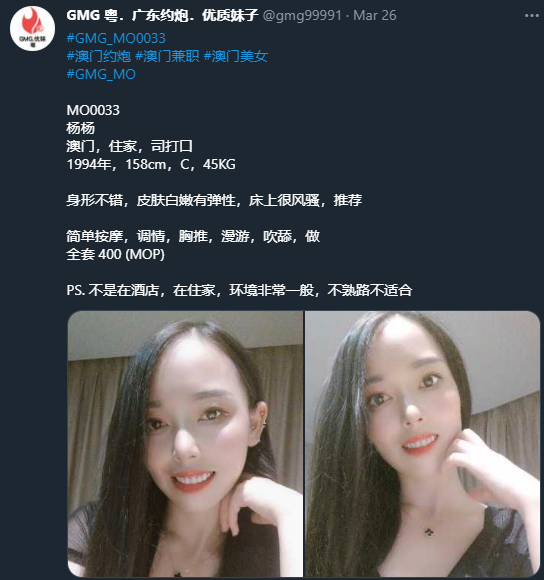 GMG 粤．广东约炮．优质妹子 @gmg99991 · Mar 26
GMG.优妹
粤
#GMG_MO0033
#澳门约炮 #澳门兼职 #澳门美女
#GMG_MO
MO0033
杨杨
澳门，住家，司打口
1994年，158cm，C，45KG
身形不错，皮肤白嫩有弹性，床上很风骚，推荐
简单按摩，调情，胸推，漫游，吹舔，做
全套 400 (MOP)
PS. 不是在酒店，在住家，环境非常一般，不熟路不适合